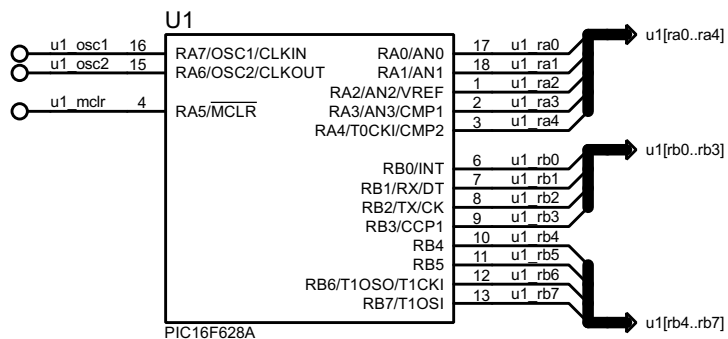 U1
u1_osc1 16 RA7/OSC1/CLKIN RA0/AN0 17 u1_ra0 u1[ra0..ra4]
u1_osc2 15 RA6/OSC2/CLKOUT RA1/AN1 18 u1_ra1
RA2/AN2/VREF 1 u1_ra2
u1_mclr 4 RA5/MCLR RA3/AN3/CMP1 2 u1_ra3
RA4/T0CKI/CMP2 3 u1_ra4
u1[rb0..rb3]
RB0/INT 6 u1_rb0
RB1/RX/DT 7 u1_rb1
RB2/TX/CK 8 u1_rb2
RB3/CCP1 9 u1_rb3
RB4 10 u1_rb4
RB5 11 u1_rb5
RB6/T1OSO/T1CKI 12 u1_rb6
RB7/T1OSI 13 u1_rb7
u1[rb4..rb7]
PIC16F628A